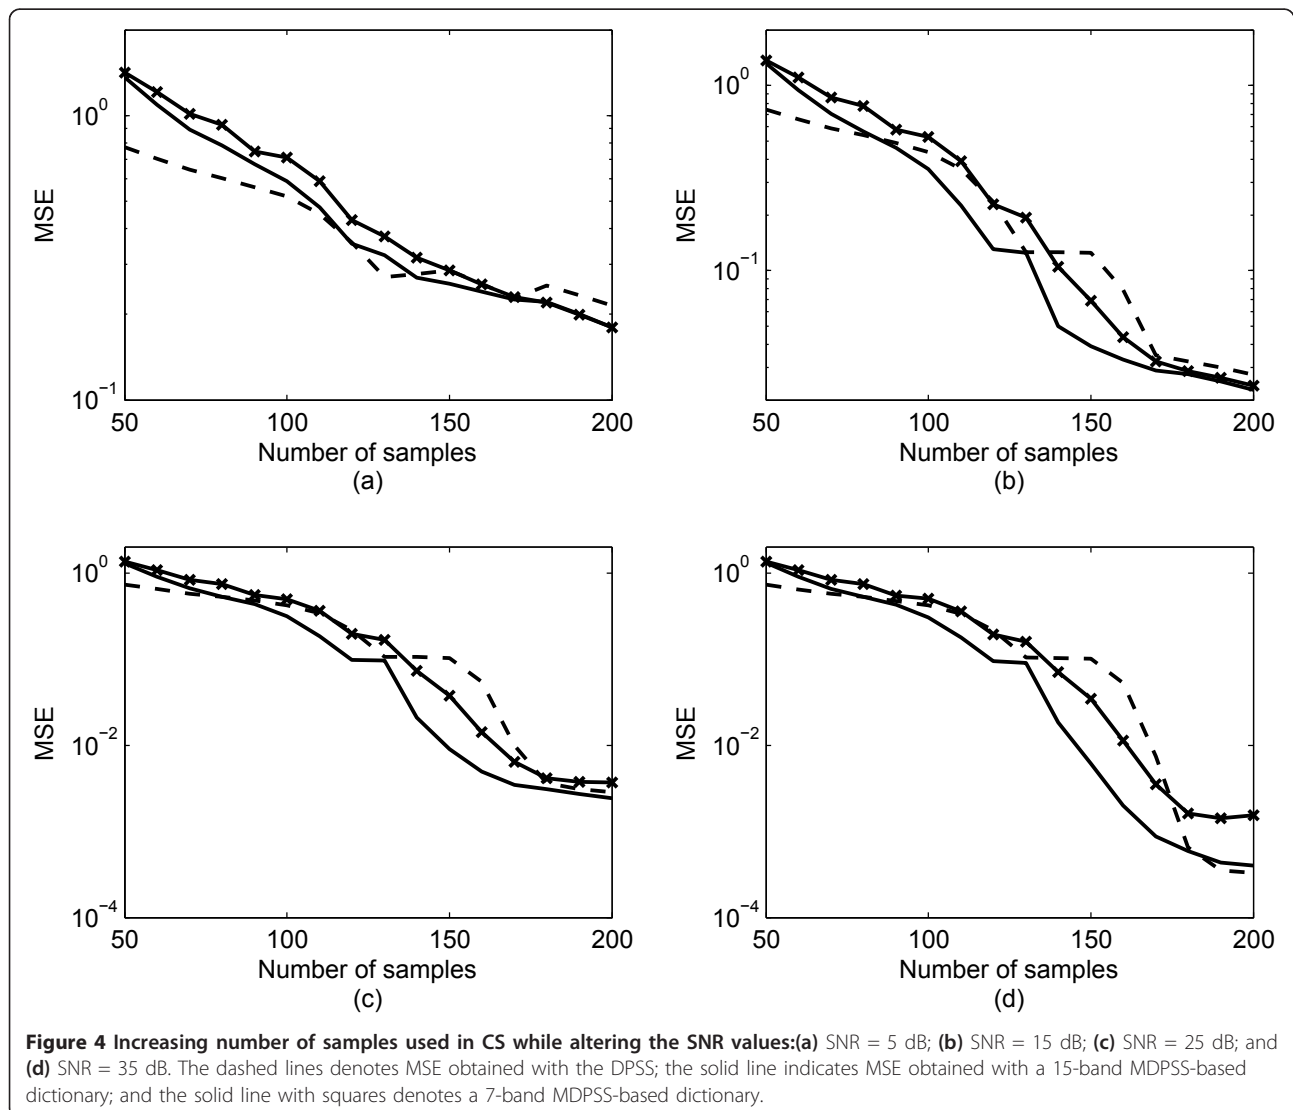 10^0
10^−1
MSE
50 100 150 200
Number of samples
(a)
10^0
10^−1
MSE
50 100 150 200
Number of samples
(b)
10^0
10^−2
10^−4
MSE
50 100 150 200
Number of samples
(c)
10^0
10^−2
10^−4
MSE
50 100 150 200
Number of samples
(d)
Figure 4 Increasing number of samples used in CS while altering the SNR values:(a) SNR = 5 dB; (b) SNR = 15 dB; (c) SNR = 25 dB; and
(d) SNR = 35 dB. The dashed lines denotes MSE obtained with the DPSS; the solid line indicates MSE obtained with a 15-band MDPSS-based
dictionary; and the solid line with squares denotes a 7-band MDPSS-based dictionary.